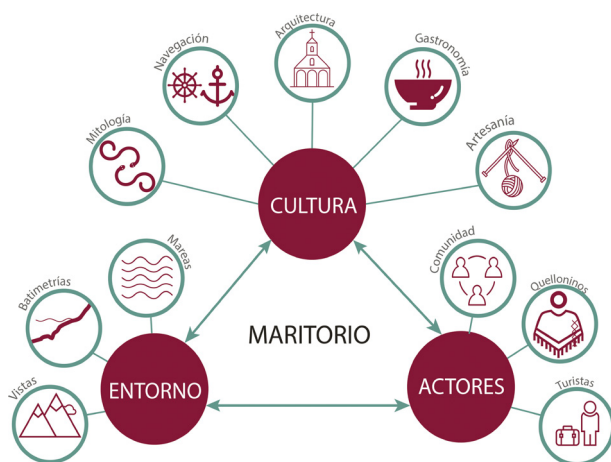 Arquitectura
Navegación
Gastronomía
Mitología
Artesanía
CULTURA
Mareas
Comunidad
Batimetrías
Quelloninos
MARITORIO
Vistas
ENTORNO
ACTORES
Turistas